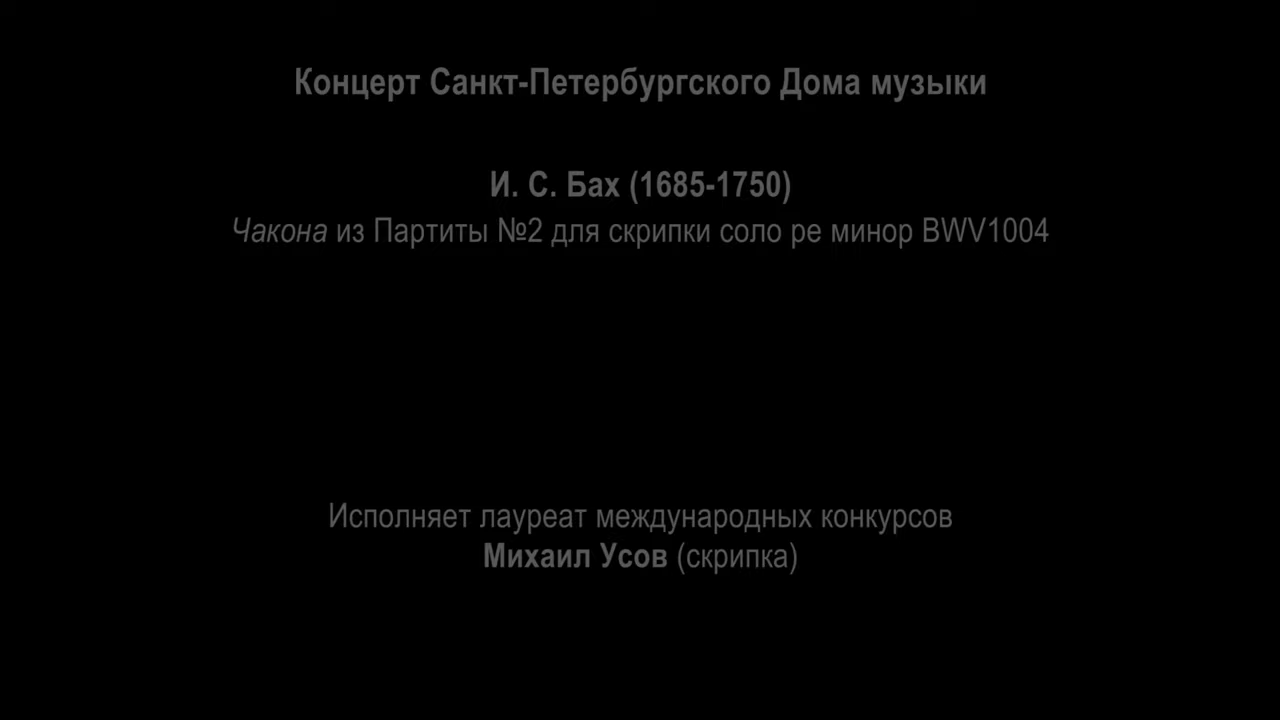 Концерт Санкт-Петербургского Дома музыки
И. С. Бах (1685-1750)
Чакона из Партиты №2 для скрипки соло ре минор BWV1004
Исполняет лауреат международных конкурсов
Михаил Усов (скрипка)